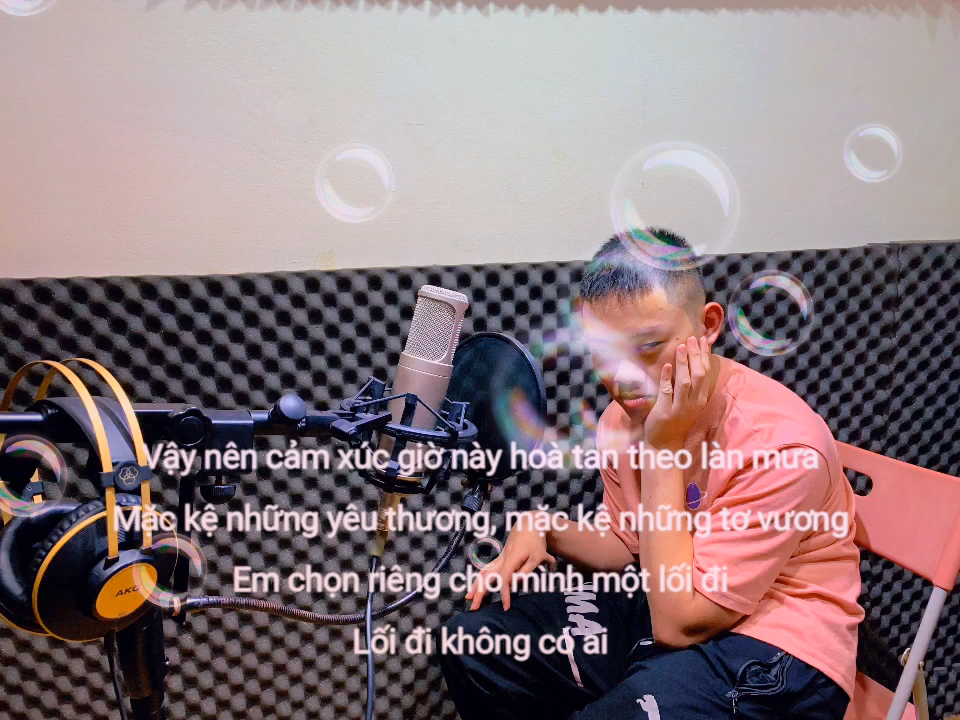 Vậy nên cảm xúc giờ này hoà tan theo làn mưa
Mặc kệ những yêu thương, mặc kệ những tơ vương
Em chọn riêng cho mình một lối đi
Lối đi không có ai
AKG